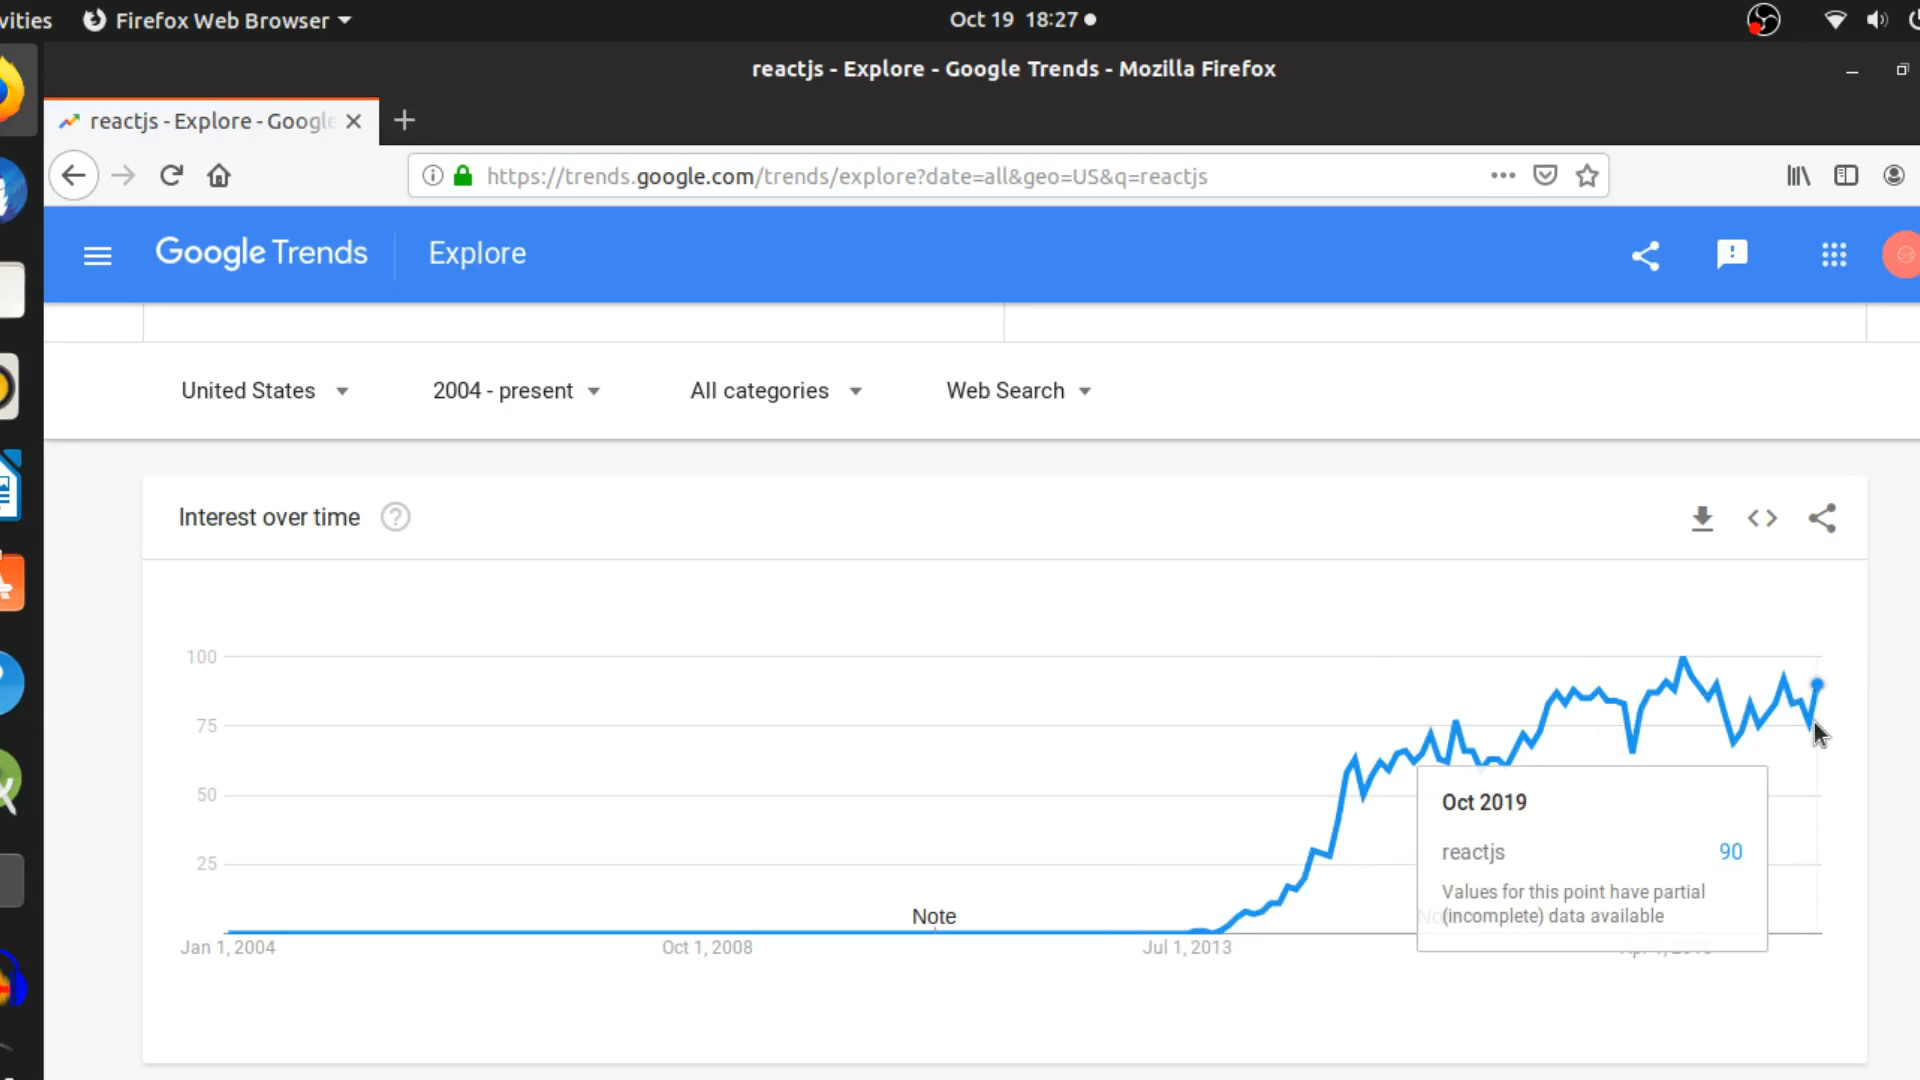 vities
Firefox Web Browser
Oct 19 18:27
reactjs - Explore - Google Trends - Mozilla Firefox
reactjs - Explore - Google
https://trends.google.com/trends/explore?date=all&geo=US&q=reactjs
Google Trends
Explore
United States
2004 - present
All categories
Web Search
Interest over time
100
75
50
25
Note
Jan 1, 2004
Oct 1, 2008
Jul 1, 2013
Oct 2019
reactjs 90
Values for this point have partial
(incomplete) data available